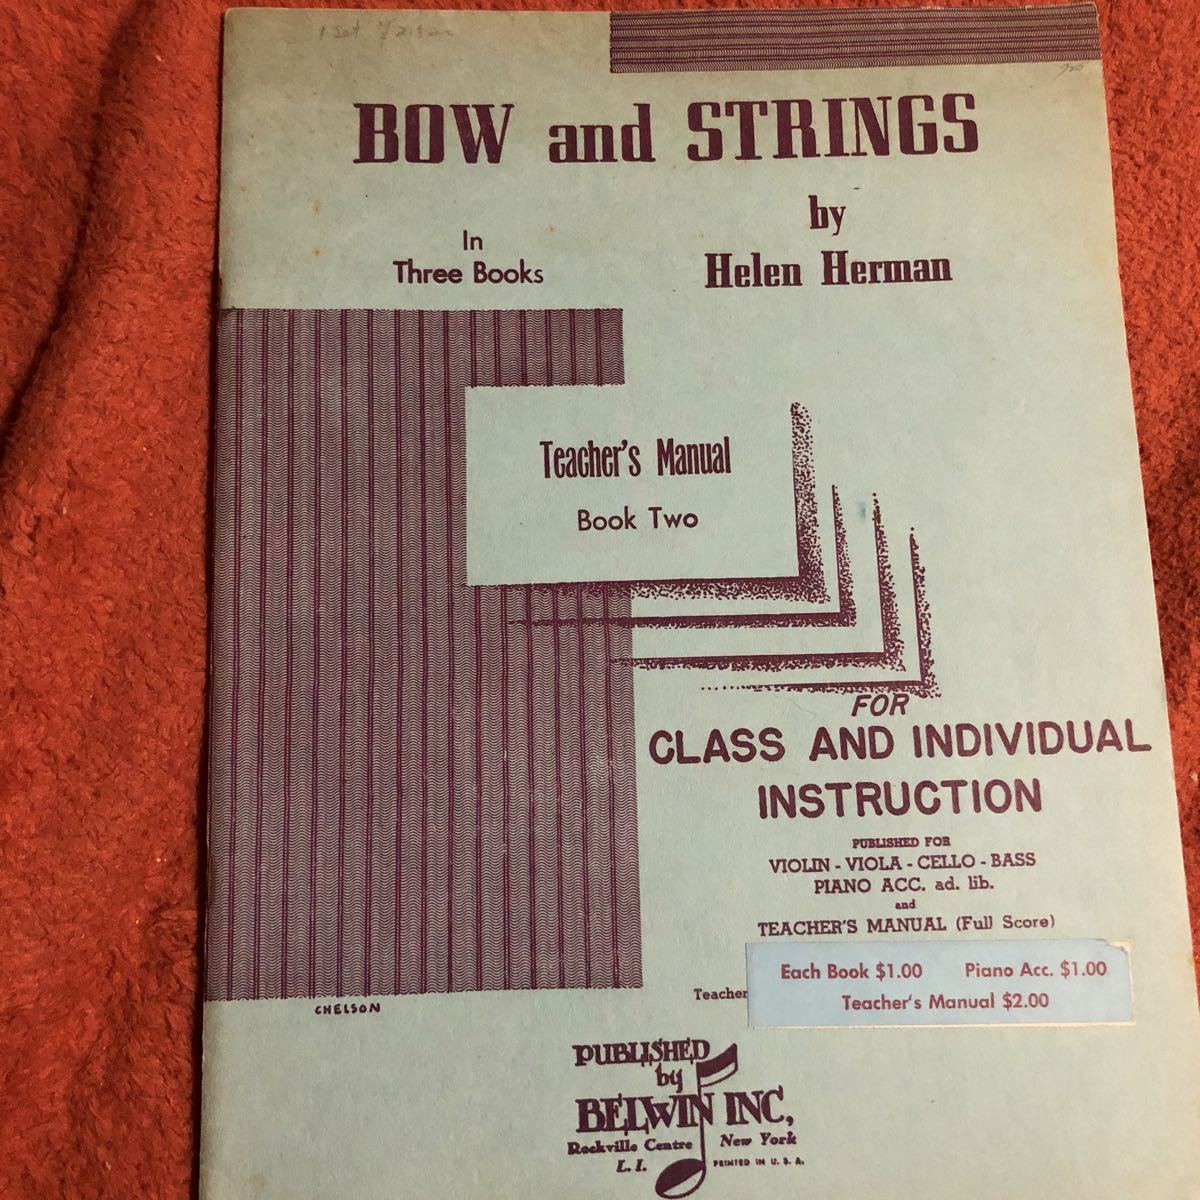 1 set
BOW and STRINGS
by
In
Three Books
Helen Herman
Teacher's Manual
Book Two
FOR
CLASS AND INDIVIDUAL
INSTRUCTION
PUBLISHED FOR
VIOLIN - VIOLA - CELLO - BASS
PIANO ACC. ad. lib.
and
TEACHER'S MANUAL (Full Score)
Each Book $1.00 Piano Acc. $1.00
Teacher
Teacher's Manual $2.00
CHELSON
PUBLISHED
by
BELWIN INC,
Rockville Centre New York
L. I. PRINTED IN U. S. A.